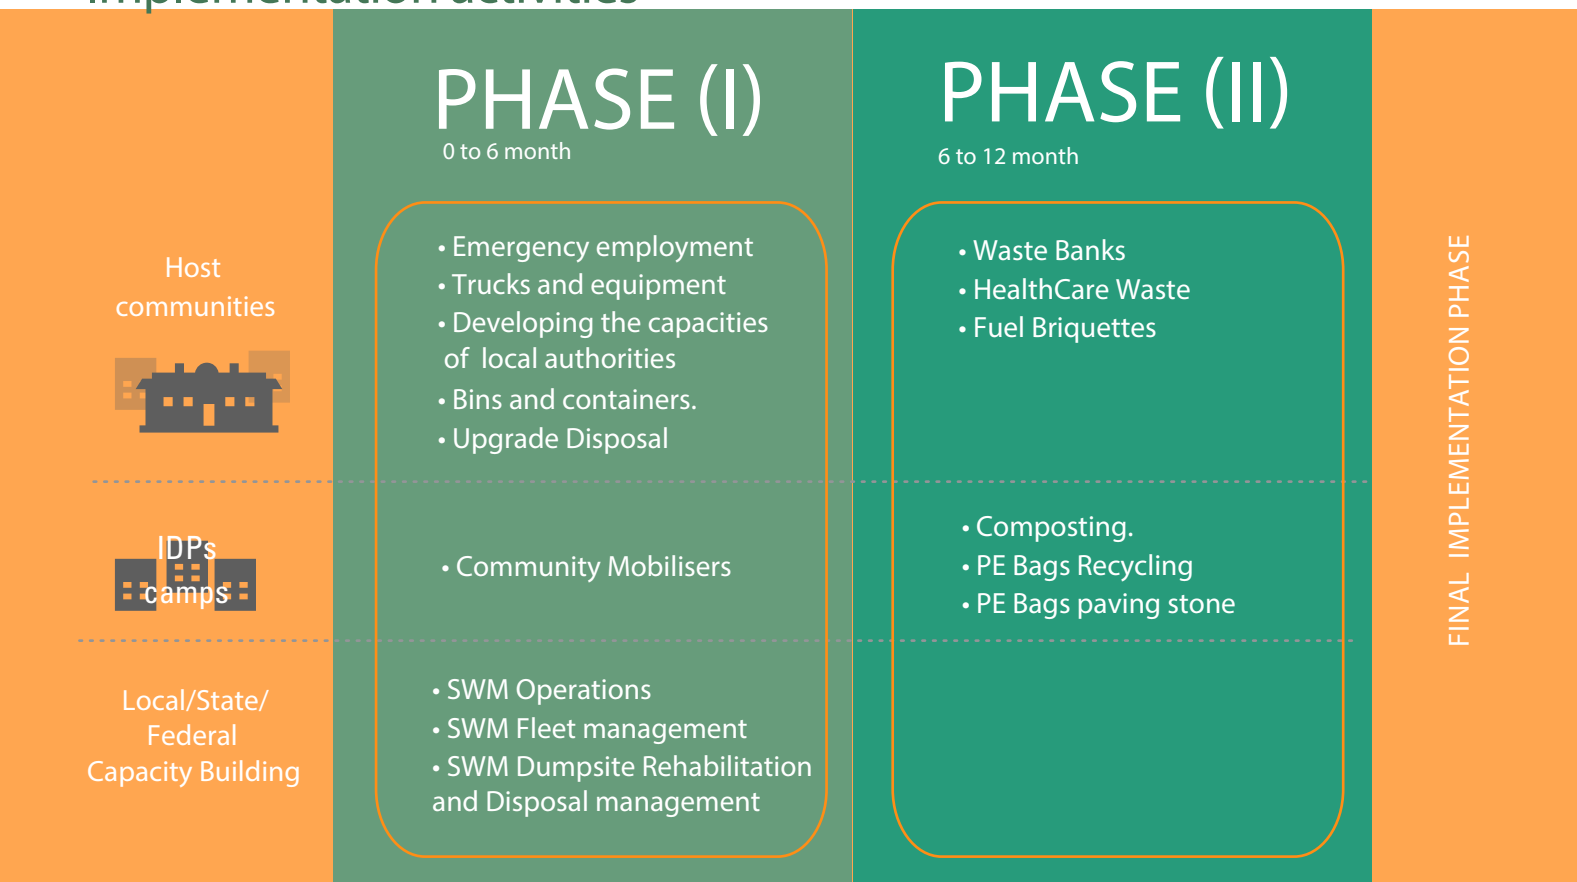 Implementation activities
PHASE (I)
0 to 6 month
PHASE (II)
6 to 12 month
Host
communities
• Emergency employment
• Trucks and equipment
• Developing the capacities
of local authorities
• Bins and containers.
• Upgrade Disposal
• Waste Banks
• HealthCare Waste
• Fuel Briquettes
IDPs
camps
• Community Mobilisers
• Composting.
• PE Bags Recycling
• PE Bags paving stone
Local/State/
Federal
Capacity Building
• SWM Operations
• SWM Fleet management
• SWM Dumpsite Rehabilitation
and Disposal management
FINAL IMPLEMENTATION PHASE